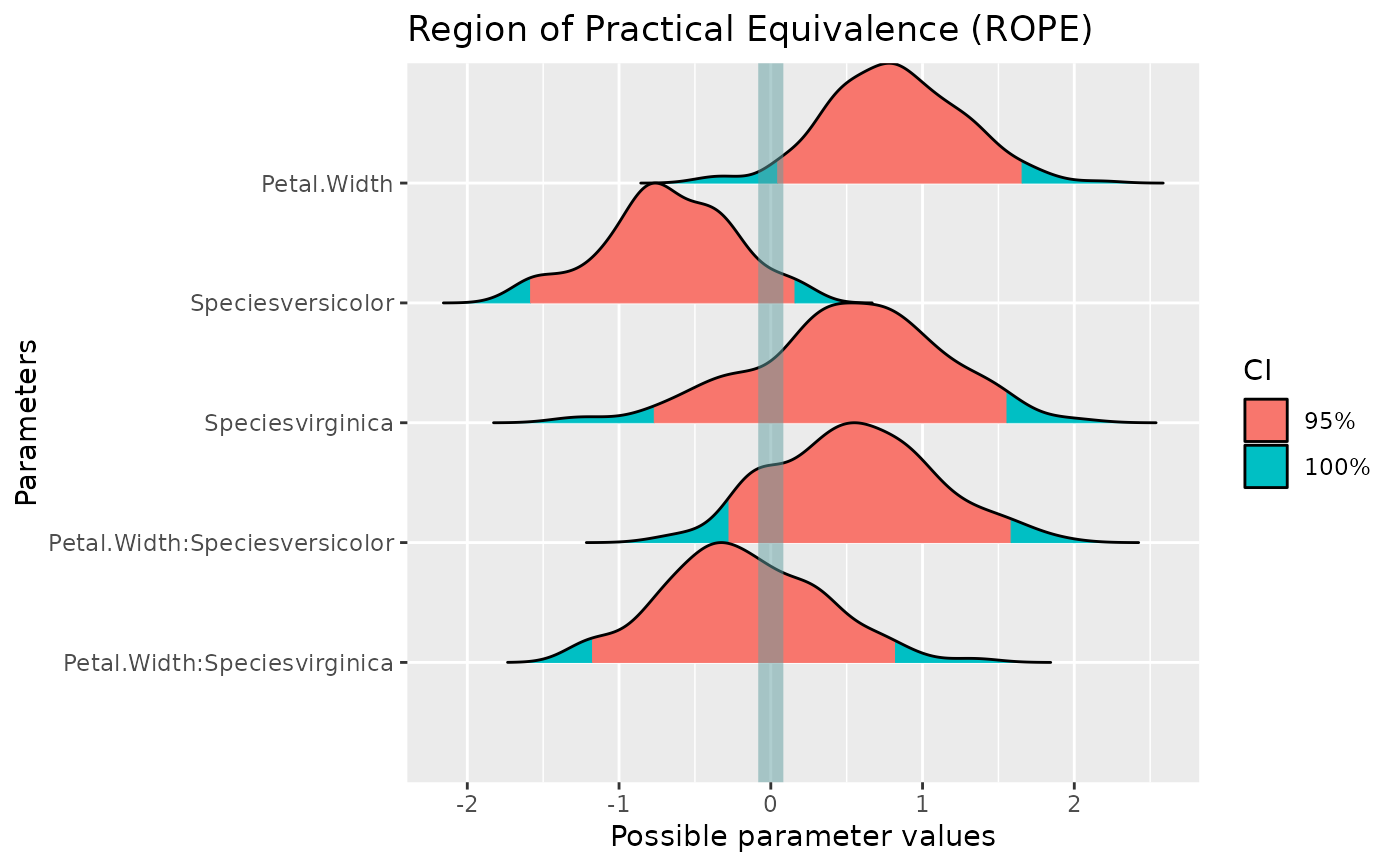 Region of Practical Equivalence (ROPE)
Parameters
Petal.Width
Speciesversicolor
Speciesvirginica
Petal.Width:Speciesversicolor
Petal.Width:Speciesvirginica
-2 -1 0 1 2
Possible parameter values
CI
95%
100%